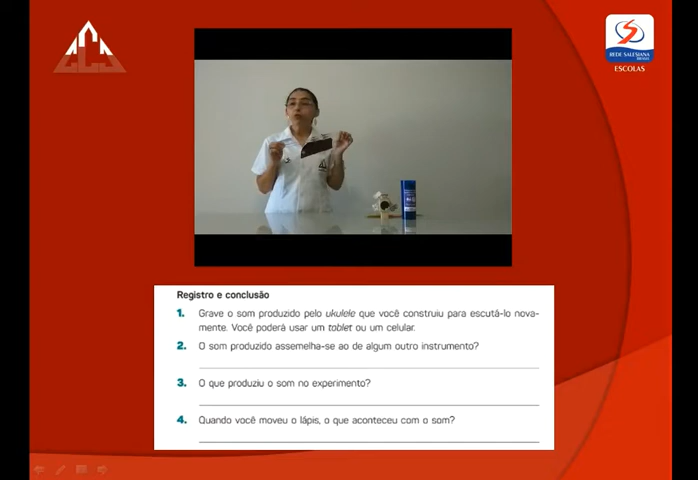 REDE SALESIANA
BRASIL
ESCOLAS
Registro e conclusão
1. Grave o som produzido pelo ukulele que você construiu para escutá-lo nova-
mente. Você poderá usar um tablet ou um celular.
2. O som produzido assemelha-se ao de algum outro instrumento?
3. O que produziu o som no experimento?
4. Quando você moveu o lápis, o que aconteceu com o som?